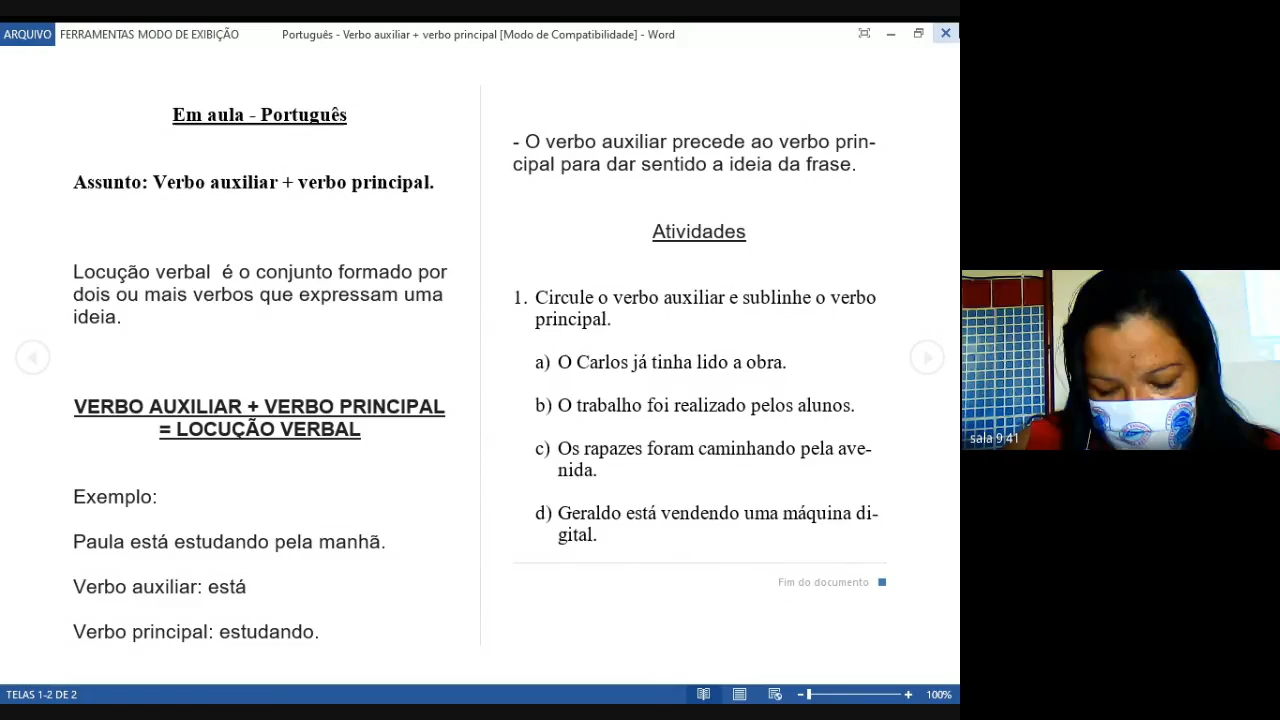 ARQUIVO FERRAMENTAS MODO DE EXIBIÇÃO Português - Verbo auxiliar + verbo principal [Modo de Compatibilidade] - Word
Em aula - Português
Assunto: Verbo auxiliar + verbo principal.
Locução verbal é o conjunto formado por
dois ou mais verbos que expressam uma
ideia.
VERBO AUXILIAR + VERBO PRINCIPAL
= LOCUÇÃO VERBAL
Exemplo:
Paula está estudando pela manhã.
Verbo auxiliar: está
Verbo principal: estudando.
- O verbo auxiliar precede ao verbo prin-
cipal para dar sentido a ideia da frase.
Atividades
1. Circule o verbo auxiliar e sublinhe o verbo
principal.
a) O Carlos já tinha lido a obra.
b) O trabalho foi realizado pelos alunos.
c) Os rapazes foram caminhando pela ave-
nida.
d) Geraldo está vendendo uma máquina di-
gital.
Fim do documento
sala 9 41
TELAS 1-2 DE 2
100%